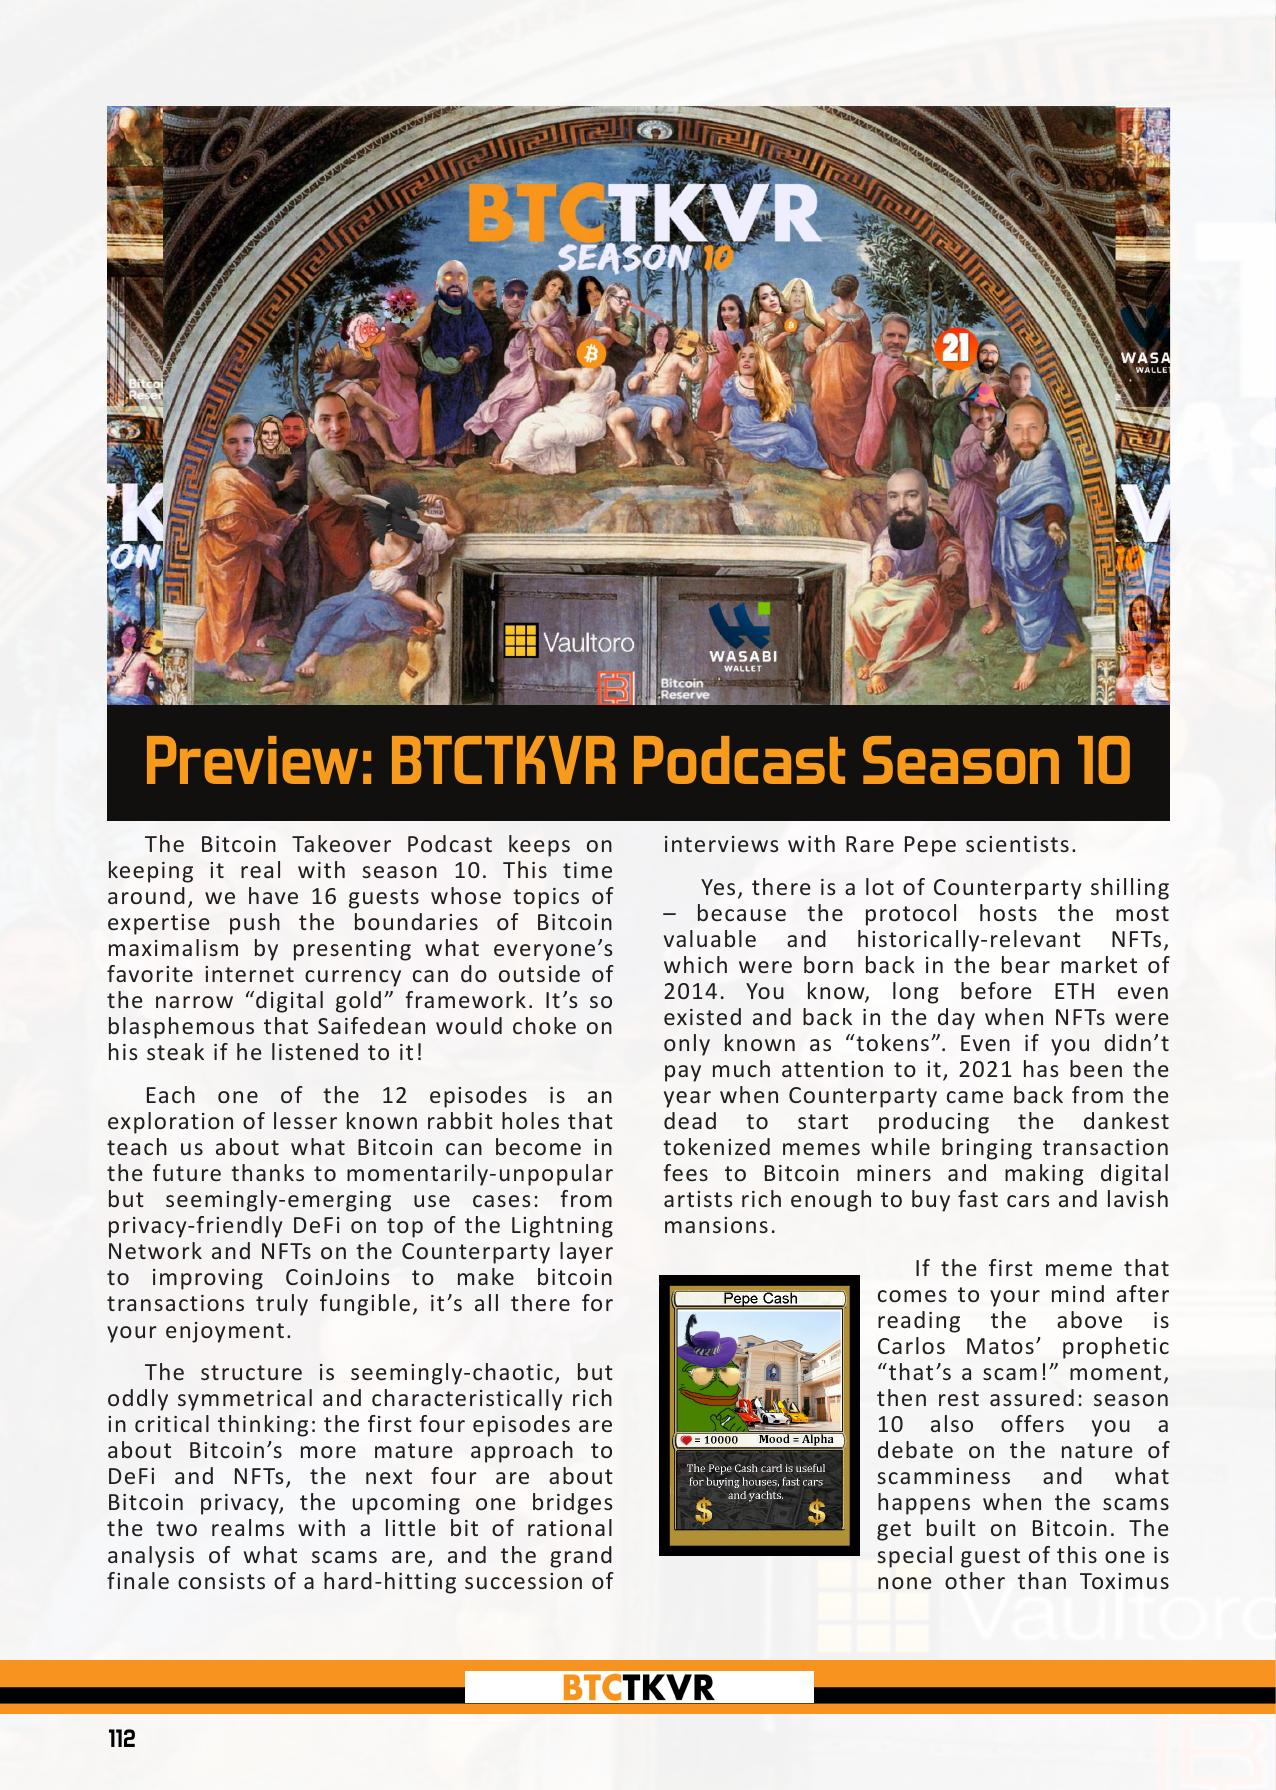 BTCTKVR
SEASON 10
21
WASA
WALLET
Bitcoi
Reser
TK
ON
V
10
Vaultoro
WASABI
WALLET
Bitcoin
Reserve
Preview: BTCTKVR Podcast Season 10
The Bitcoin Takeover Podcast keeps on
keeping it real with season 10. This time
around, we have 16 guests whose topics of
expertise push the boundaries of Bitcoin
maximalism by presenting what everyone’s
favorite internet currency can do outside of
the narrow “digital gold” framework. It’s so
blasphemous that Saifedean would choke on
his steak if he listened to it!
Each one of the 12 episodes is an
exploration of lesser known rabbit holes that
teach us about what Bitcoin can become in
the future thanks to momentarily-unpopular
but seemingly-emerging use cases: from
privacy-friendly DeFi on top of the Lightning
Network and NFTs on the Counterparty layer
to improving CoinJoins to make bitcoin
transactions truly fungible, it’s all there for
your enjoyment.
The structure is seemingly-chaotic, but
oddly symmetrical and characteristically rich
in critical thinking: the first four episodes are
about Bitcoin’s more mature approach to
DeFi and NFTs, the next four are about
Bitcoin privacy, the upcoming one bridges
the two realms with a little bit of rational
analysis of what scams are, and the grand
finale consists of a hard-hitting succession of
interviews with Rare Pepe scientists.
Yes, there is a lot of Counterparty shilling
– because the protocol hosts the most
valuable and historically-relevant NFTs,
which were born back in the bear market of
2014. You know, long before ETH even
existed and back in the day when NFTs were
only known as “tokens”. Even if you didn’t
pay much attention to it, 2021 has been the
year when Counterparty came back from the
dead to start producing the dankest
tokenized memes while bringing transaction
fees to Bitcoin miners and making digital
artists rich enough to buy fast cars and lavish
mansions.
Pepe Cash
= 10000 Mood = Alpha
The Pepe Cash card is useful
for buying houses, fast cars
and yachts.
$ $
If the first meme that
comes to your mind after
reading the above is
Carlos Matos’ prophetic
“that’s a scam!” moment,
then rest assured: season
10 also offers you a
debate on the nature of
scamminess and what
happens when the scams
get built on Bitcoin. The
special guest of this one is
none other than Toximus
Vaultoro
BTCTKVR
112